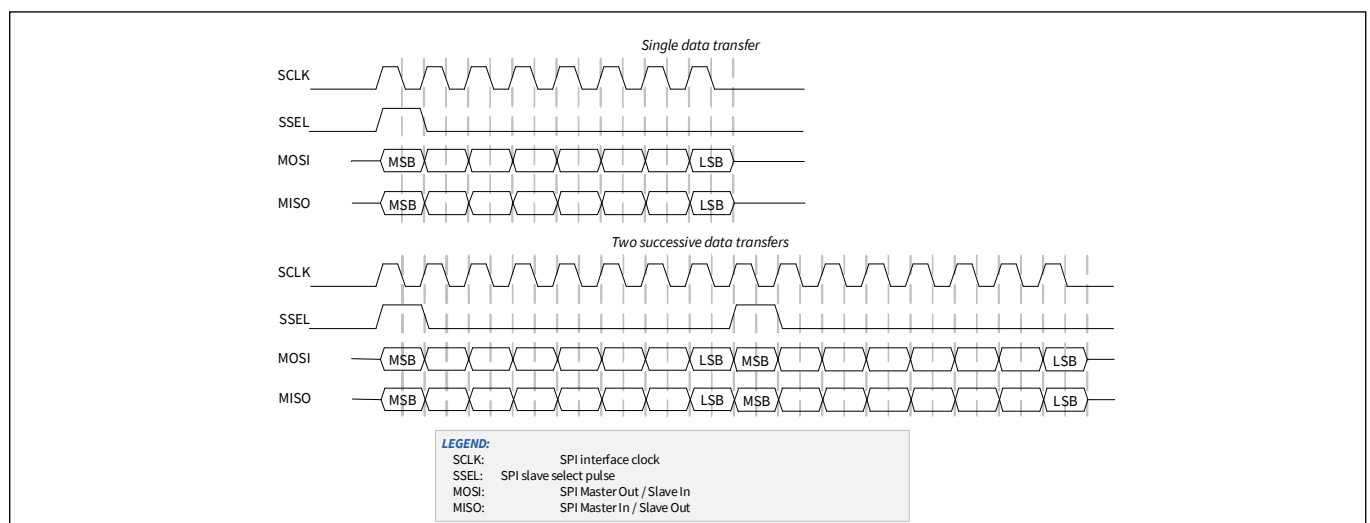 Single data transfer
SCLK
SSEL
MOSI MSB LSB
MISO MSB LSB
Two successive data transfers
SCLK
SSEL
MOSI MSB LSB MSB LSB
MISO MSB LSB MSB LSB
LEGEND:
SCLK: SPI interface clock
SSEL: SPI slave select pulse
MOSI: SPI Master Out / Slave In
MISO: SPI Master In / Slave Out